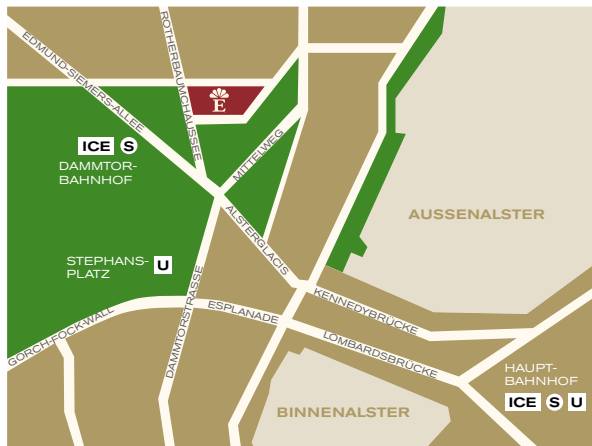 EDMUND-SIEMERS-ALLEE
ROTHERBAUMCHAUSSEE
E
MITTELWEG
ICE S
DAMMTOR-
BAHNHOF
ALSTERGLACIS
AUSSENALSTER
STEPHANS-
PLATZ
U
GORCH-FOCK-WALL
DAMMTORSTRASSE
ESPLANADE
KENNEDYBRÜCKE
LOMBARDSBRÜCKE
HAUPT-
BAHNHOF
ICE S U
BINNENALSTER